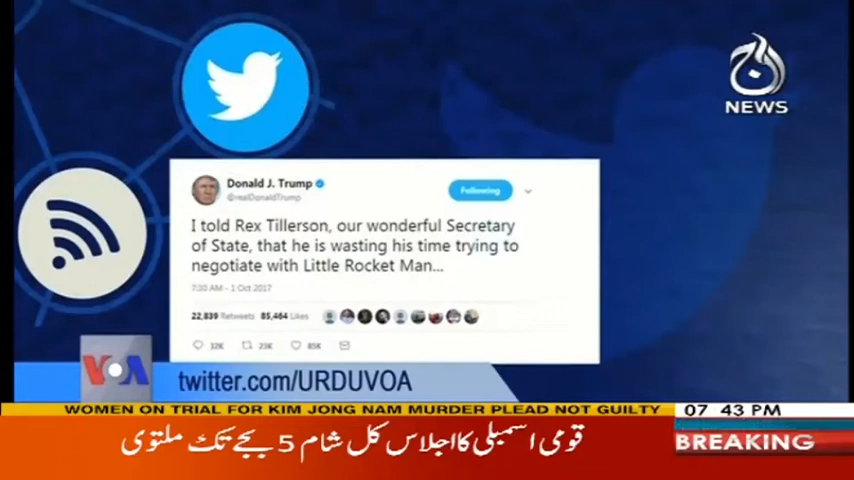 آج
NEWS
Donald J. Trump
@realDonaldTrump
Following
I told Rex Tillerson, our wonderful Secretary
of State, that he is wasting his time trying to
negotiate with Little Rocket Man...
7:30 AM - 1 Oct 2017
22,839 Retweets 85,464 Likes
32K 23K 85K
VOA
twitter.com/URDUVOA
WOMEN ON TRIAL FOR KIM JONG NAM MURDER PLEAD NOT GUILTY
07 43 PM
قومی اسمبلی کا اجلاس کل شام 5 بجے تک ملتوی
BREAKING